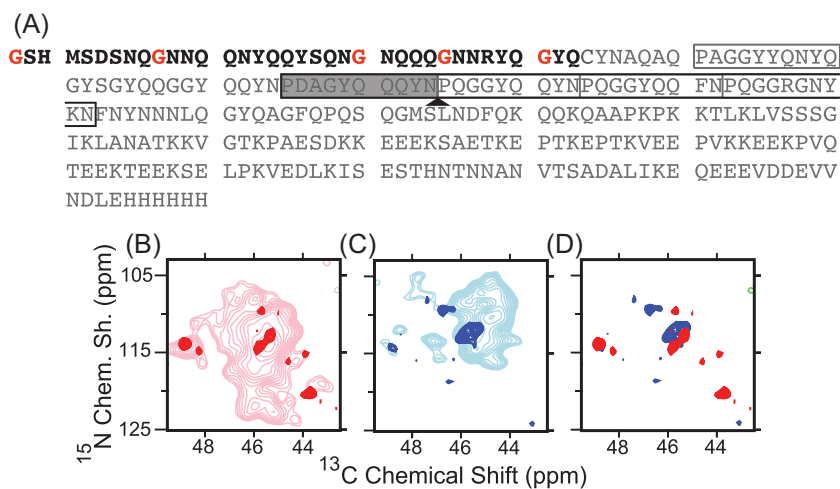 (A)
GSH MSDSNQGNNQ QNYQQYSQNG NQQQGNNRYQ GYQCYNAQAQ PAGGYYQNYQ
GYSGYQQGGY QQYNPDAGYQ QQYNPQGGYQ QYNPQGGYQQ FNPQGGRGNY
KNFNYNNNLQ GYQAGFQPQS QGMSLNDFQK QQKQAAPKPK KTLKLVSSSG
IKLANATKKV GTKPAESDKK EEEKSAETKE PTKEPTKVEE PVKKEEKPVQ
TEEKTEEKSE LPKVEDLKIS ESTHNTNNAN VTSADALIKE QEEEVDDEVV
NDLEHHHHHH
(B) (C) (D)
105
115
125
15N Chem. Sh. (ppm)
48 46 44 48 46 44 48 46 44
13C Chemical Shift (ppm)